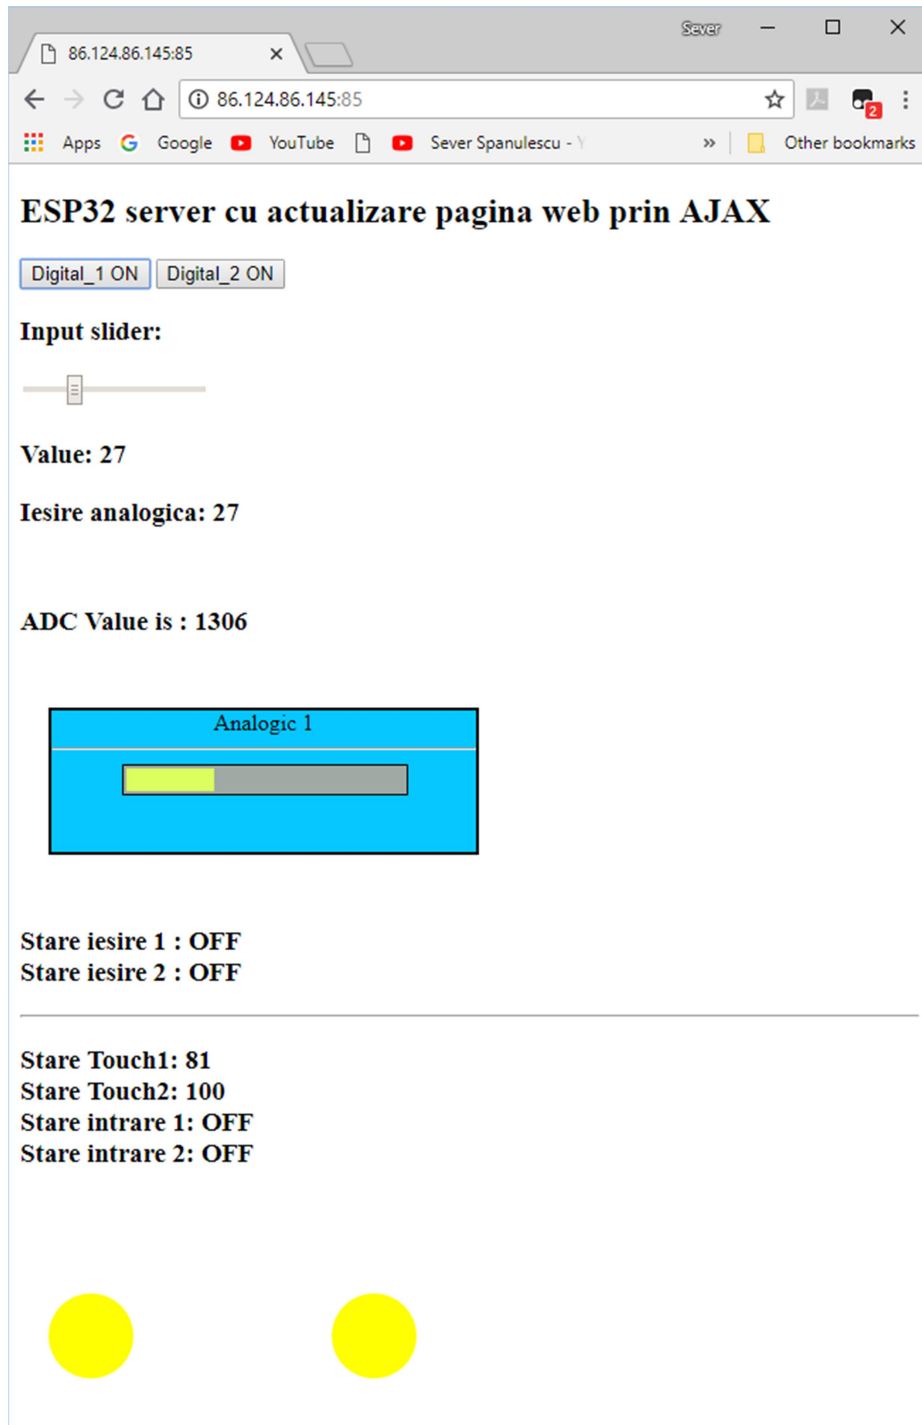 Sever
86.124.86.145:85
86.124.86.145:85
2
Apps Google YouTube Sever Spanulescu - Y » Other bookmarks
ESP32 server cu actualizare pagina web prin AJAX
Digital_1 ON Digital_2 ON
Input slider:
Value: 27
Iesire analogica: 27
ADC Value is : 1306
Analogic 1
Stare iesire 1 : OFF
Stare iesire 2 : OFF
Stare Touch1: 81
Stare Touch2: 100
Stare intrare 1: OFF
Stare intrare 2: OFF